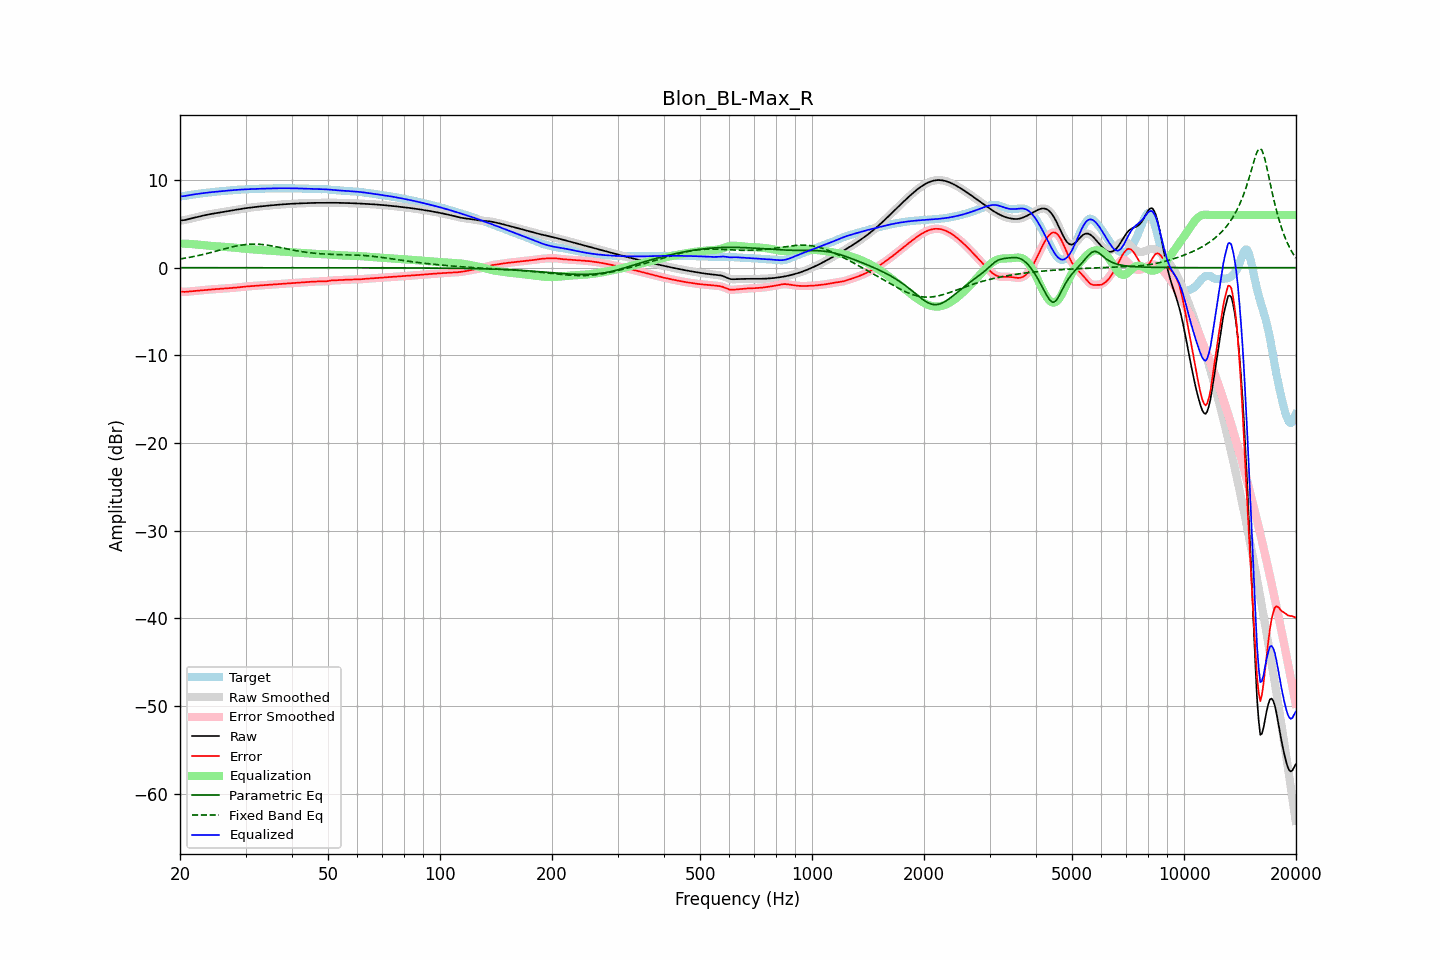 Blon_BL-Max_R
Amplitude (dBr)
10
0
−10
−20
−30
−40
−50
−60
Target
Raw Smoothed
Error Smoothed
Raw
Error
Equalization
Parametric Eq
Fixed Band Eq
Equalized
20 50 100 200 500 1000 2000 5000 10000 20000
Frequency (Hz)